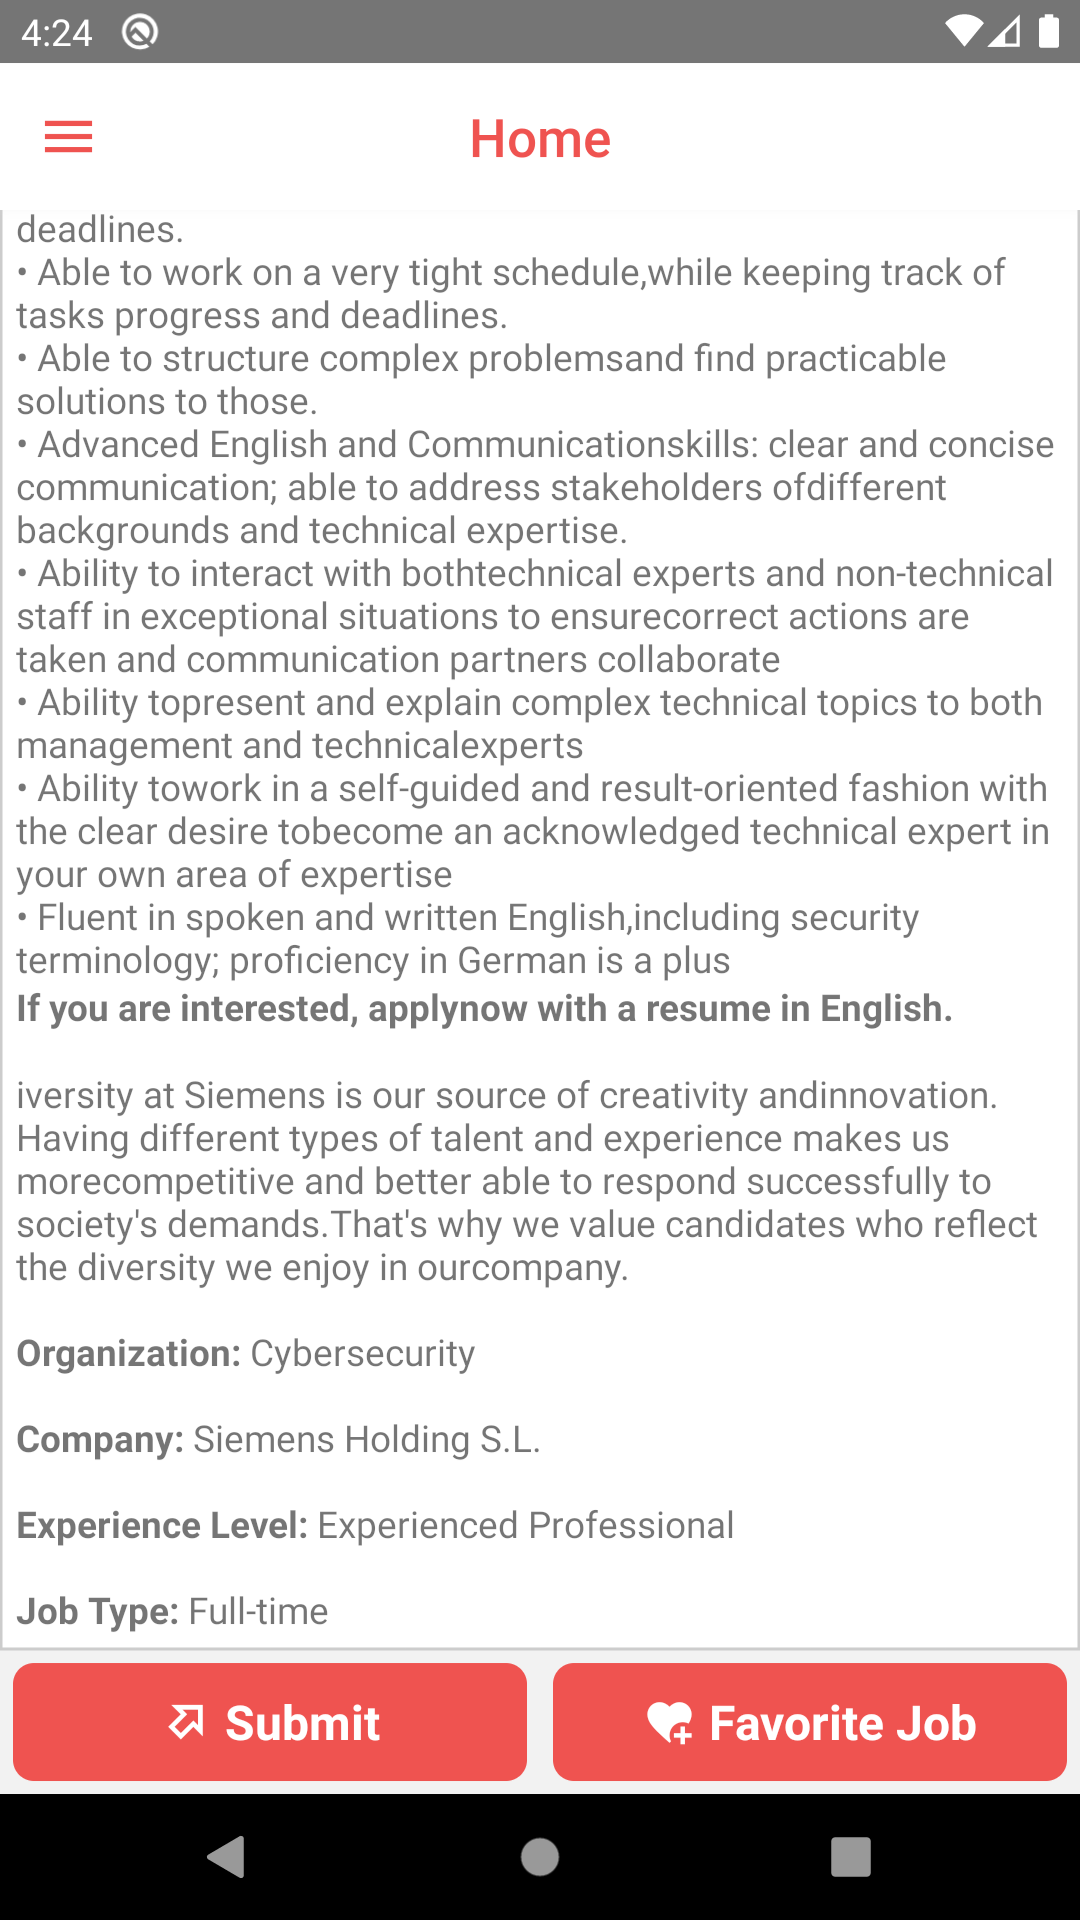 4:24
Home
deadlines.
• Able to work on a very tight schedule,while keeping track of
tasks progress and deadlines.
• Able to structure complex problemsand find practicable
solutions to those.
• Advanced English and Communicationskills: clear and concise
communication; able to address stakeholders ofdifferent
backgrounds and technical expertise.
• Ability to interact with bothtechnical experts and non-technical
staff in exceptional situations to ensurecorrect actions are
taken and communication partners collaborate
• Ability topresent and explain complex technical topics to both
management and technicalexperts
• Ability towork in a self-guided and result-oriented fashion with
the clear desire tobecome an acknowledged technical expert in
your own area of expertise
• Fluent in spoken and written English,including security
terminology; proficiency in German is a plus
If you are interested, applynow with a resume in English.
iversity at Siemens is our source of creativity andinnovation.
Having different types of talent and experience makes us
morecompetitive and better able to respond successfully to
society's demands.That's why we value candidates who reflect
the diversity we enjoy in ourcompany.
Organization: Cybersecurity
Company: Siemens Holding S.L.
Experience Level: Experienced Professional
Job Type: Full-time
Submit
Favorite Job